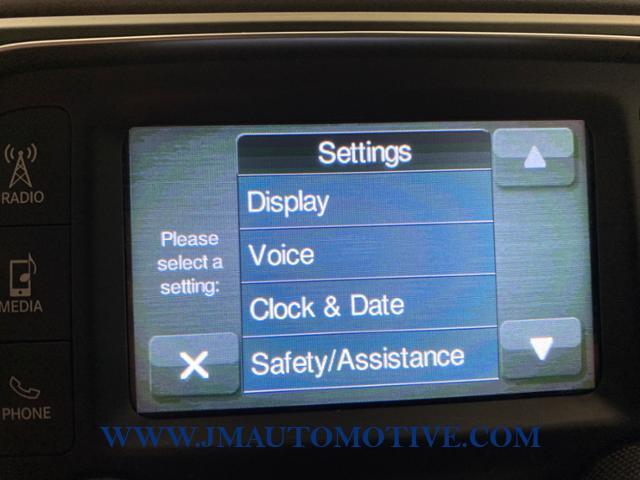 Settings
Display
Voice
Clock & Date
Safety/Assistance
Please
select a
setting:
RADIO
MEDIA
PHONE
WWW.JMAUTOMOTIVE.COM